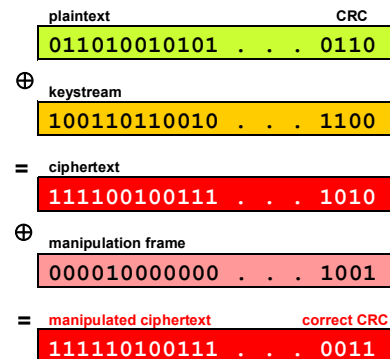 plaintext CRC
011010010101 . . . 0110
⊕ keystream
100110110010 . . . 1100
= ciphertext
111100100111 . . . 1010
⊕ manipulation frame
000010000000 . . . 1001
= manipulated ciphertext correct CRC
111110100111 . . . 0011